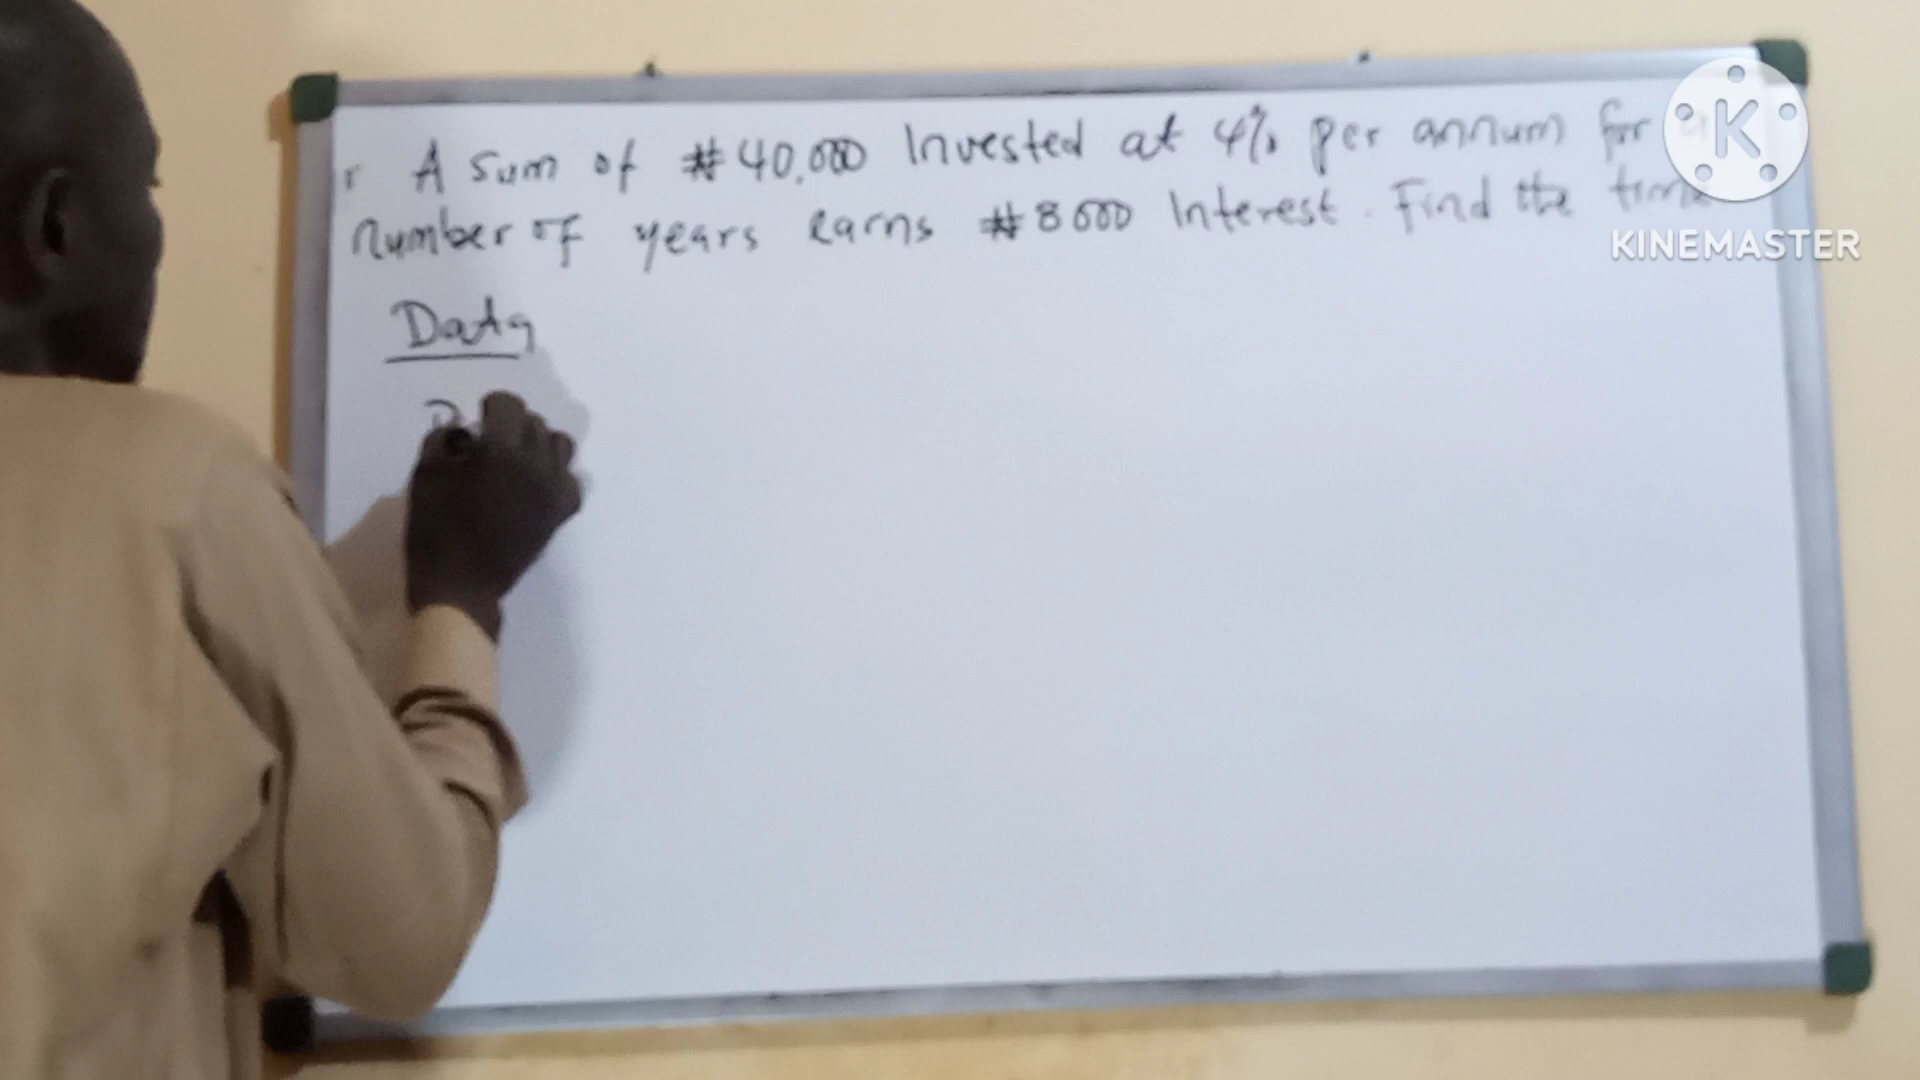 A sum of #40,000 Invested at 4% per annum for
number of years earns #8000 Interest. Find the time
Data
P
K
KINEMASTER